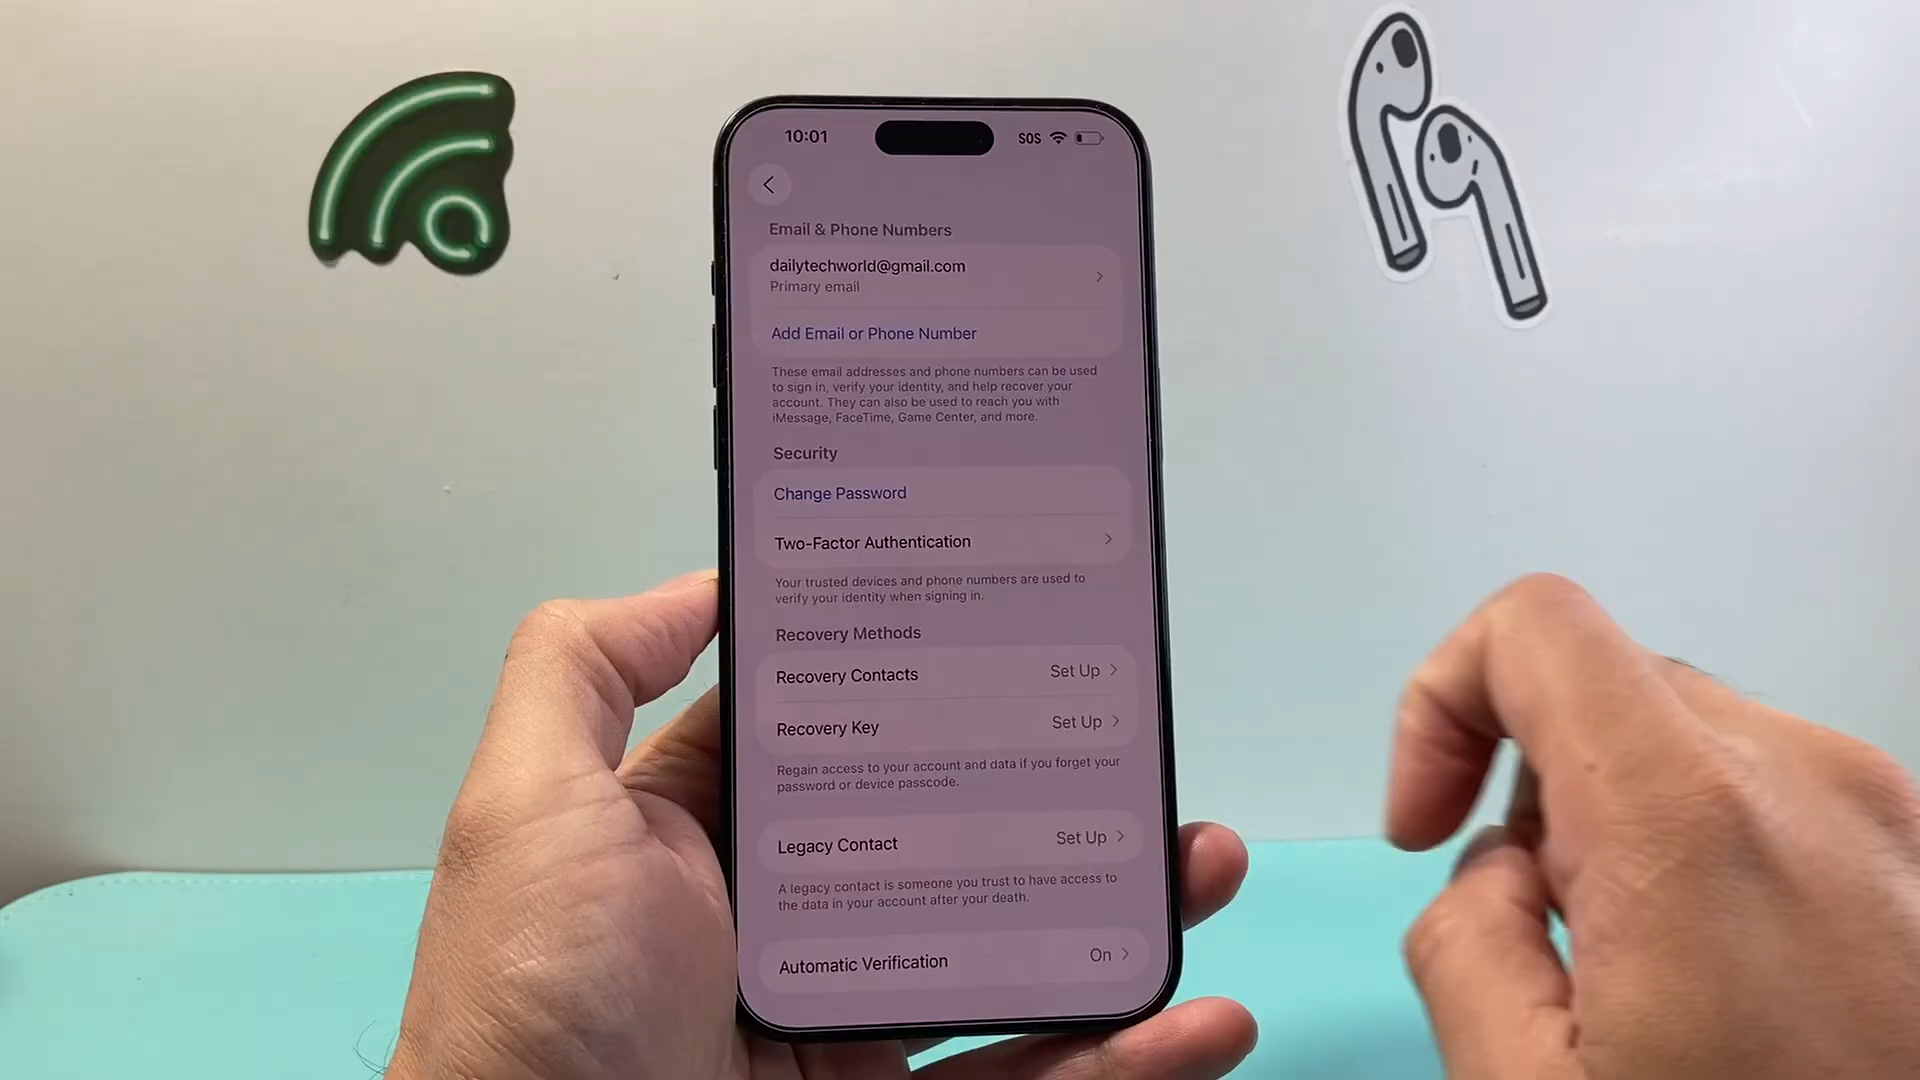 10:01
SOS
Email & Phone Numbers
dailytechworld@gmail.com
Primary email
Add Email or Phone Number
These email addresses and phone numbers can be used
to sign in, verify your identity, and help recover your
account. They can also be used to reach you with
iMessage, FaceTime, Game Center, and more.
Security
Change Password
Two-Factor Authentication
Your trusted devices and phone numbers are used to
verify your identity when signing in.
Recovery Methods
Recovery Contacts Set Up
Recovery Key Set Up
Regain access to your account and data if you forget your
password or device passcode.
Legacy Contact Set Up
A legacy contact is someone you trust to have access to
the data in your account after your death.
Automatic Verification On